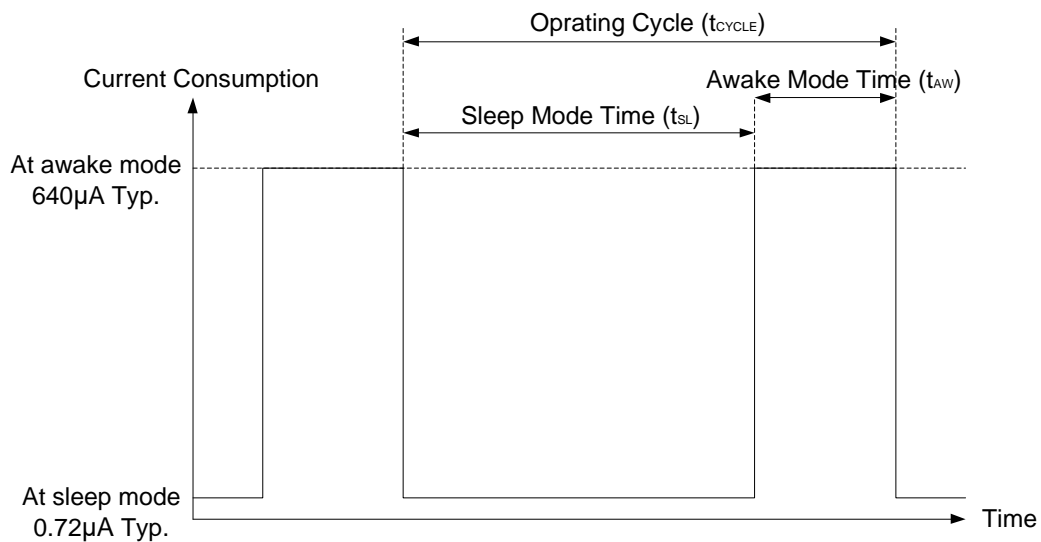 Oprating Cycle (tCYCLE)
Current Consumption
Awake Mode Time (tAW)
Sleep Mode Time (tSL)
At awake mode
640µA Typ.
At sleep mode
0.72µA Typ.
Time